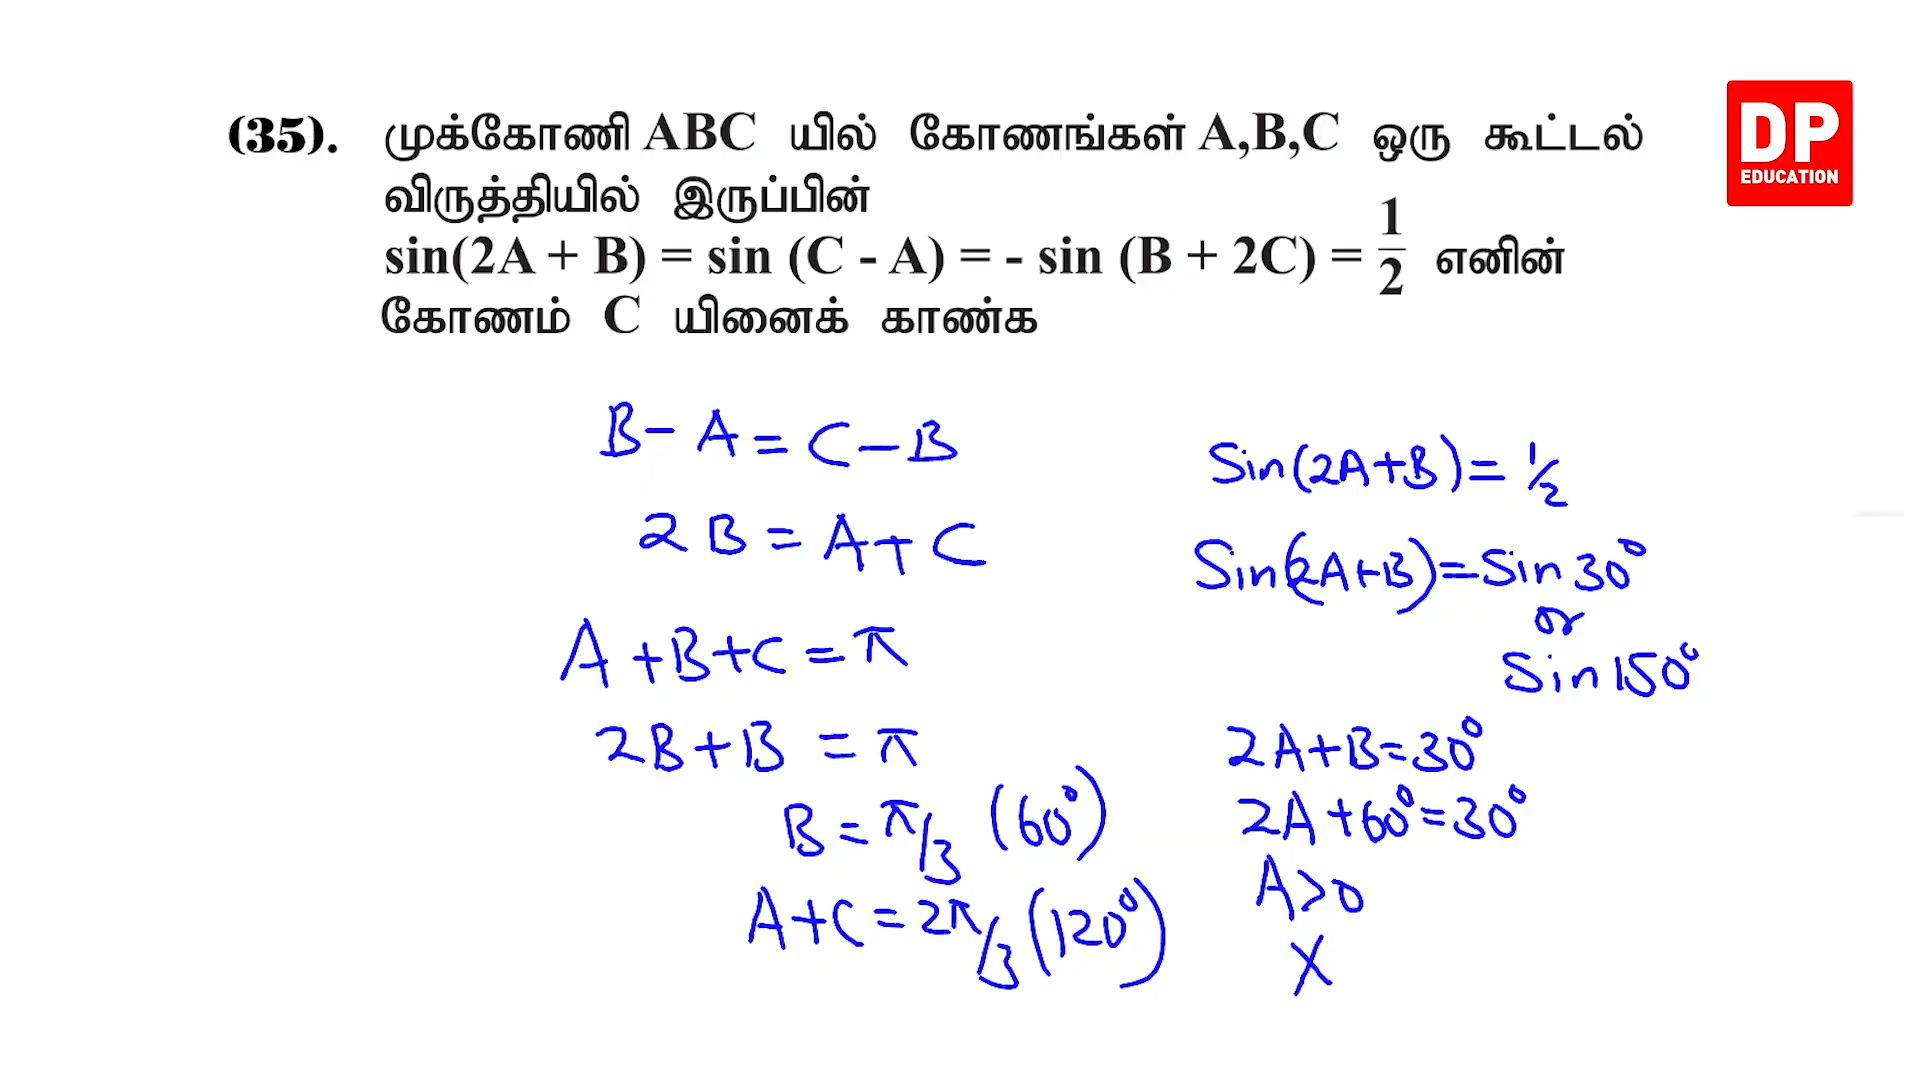 (35). முக்கோணி ABC யில் கோணங்கள் A,B,C ஒரு கூட்டல்
விருத்தியில் இருப்பின்
sin(2A + B) = sin (C - A) = - sin (B + 2C) = 1/2 எனின்
கோணம் C யினைக் காண்க
DP
EDUCATION
B - A = C - B
2B = A + C
A + B + C = π
2B + B = π
B = π/3 (60°)
A + C = 2π/3 (120°)
Sin(2A+B) = 1/2
Sin(2A+B) = Sin 30°
or
Sin 150°
2A + B = 30°
2A + 60° = 30°
A > 0
X